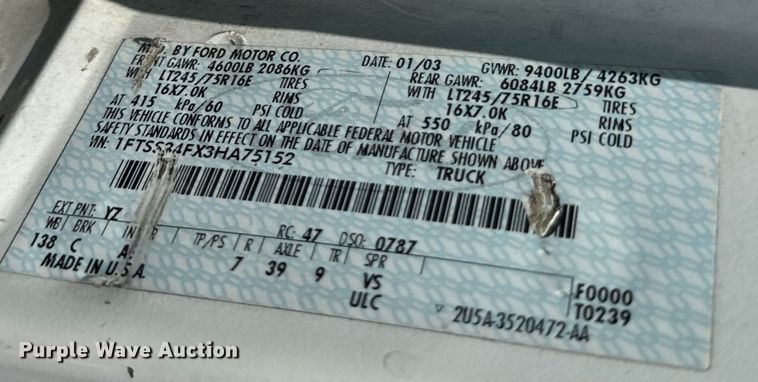 MFD. BY FORD MOTOR CO. DATE: 01/03 GVWR: 9400LB/ 4263KG
FRONT GAWR: 4600LB 2086KG REAR GAWR: 6084LB 2759KG
WITH LT245/75R16E TIRES WITH LT245/75R16E TIRES
16X7.0K RIMS 16X7.0K RIMS
AT 415 kPa/60 PSI COLD AT 550 kPa/80 PSI COLD
THIS VEHICLE CONFORMS TO ALL APPLICABLE FEDERAL MOTOR VEHICLE
STANDARDS IN EFFECT ON THE DATE OF MANUFACTURE SHOWN ABOVE
VIN: 1FTSS34FX3HA75152 TYPE: TRUCK
EXT PNT: YZ RC: 47 DSO: 0787
WB BRK TP/PS R AXLE TR SPR
138 C A 7 39 9 VS F0000
MADE IN U.S.A. ULC T0239
2U5A-3520472-AA
Purple Wave Auction